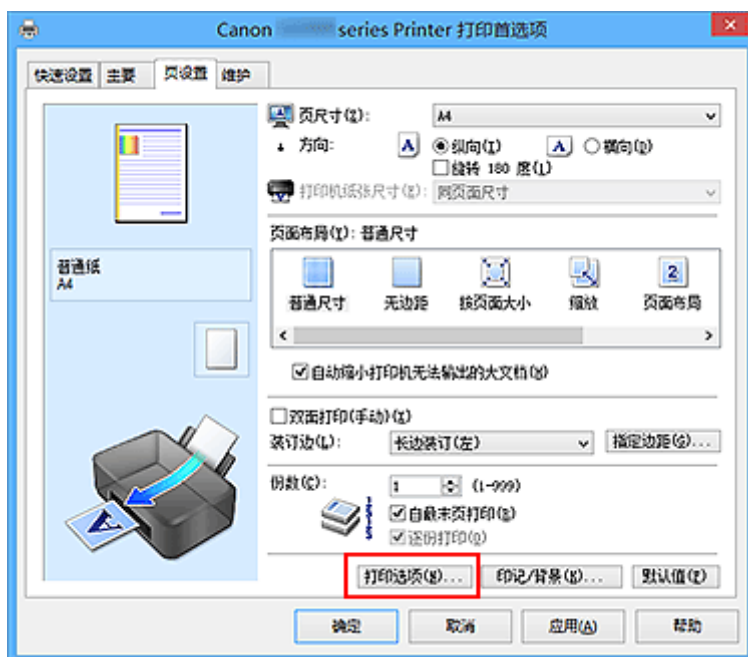 Canon series Printer 打印首选项
快速设置 主要 页设置 维护
页尺寸(Z): A4
方向: A 纵向(T) A 横向(D)
旋转 180 度(L)
打印机纸张尺寸(E): 同页面尺寸
页面布局(Y): 普通尺寸
普通纸
A4
普通尺寸 无边距 按页面大小 缩放 页面布局
自动缩小打印机无法输出的大文档(W)
双面打印(手动)(X)
装订边(L): 长边装订(左) 指定边距(G)...
份数(C): 1 (1-999)
自最末页打印(S)
逐份打印(O)
打印选项(N)... 印记/背景(K)... 默认值(F)
确定 取消 应用(A) 帮助